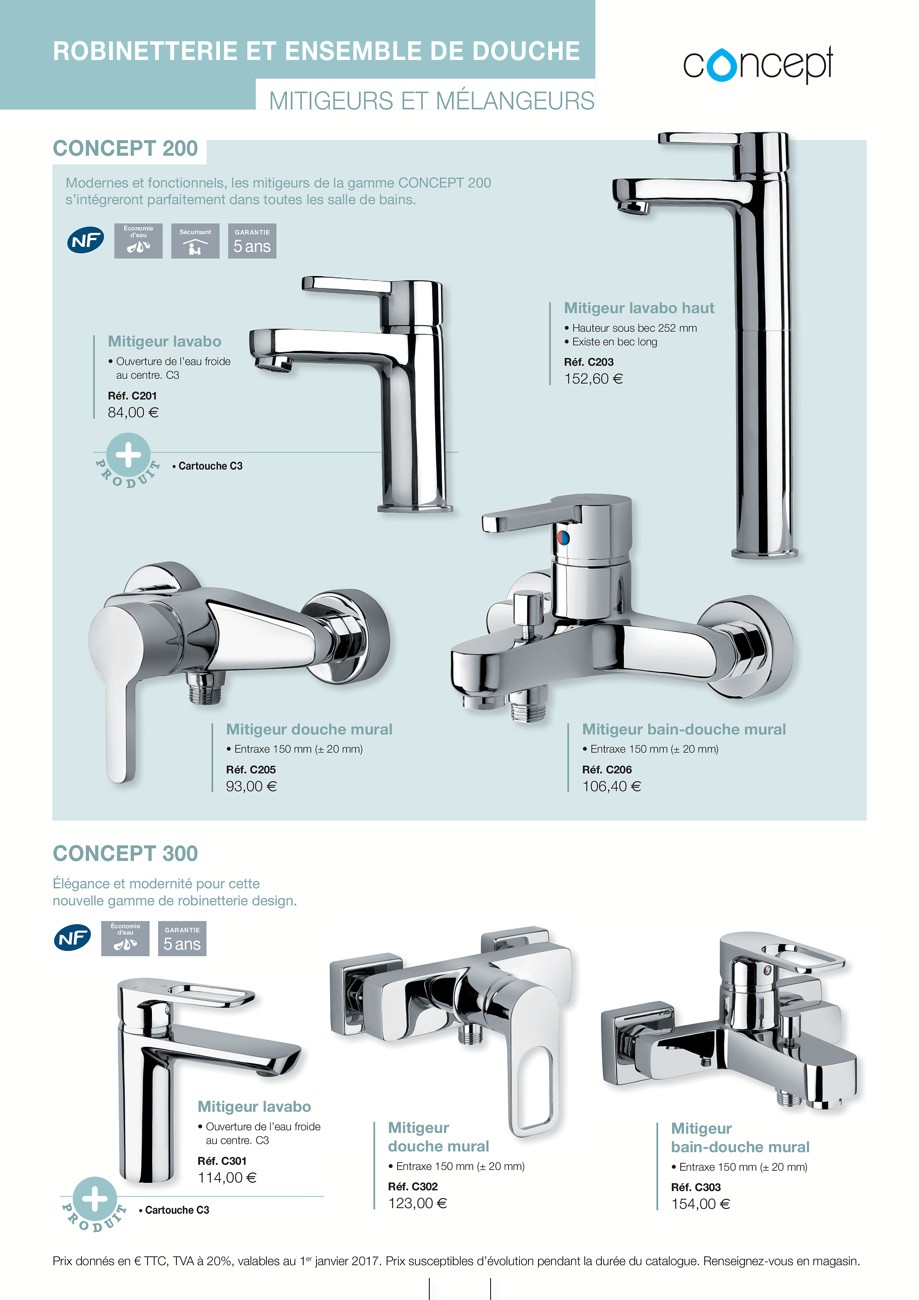 ROBINETTERIE ET ENSEMBLE DE DOUCHE
concept
MITIGEURS ET MÉLANGEURS
CONCEPT 200
Modernes et fonctionnels, les mitigeurs de la gamme CONCEPT 200
s'intégreront parfaitement dans toutes les salle de bains.
NF
Économie
d'eau
Sécurisant
GARANTIE
5 ans
Mitigeur lavabo haut
• Hauteur sous bec 252 mm
• Existe en bec long
Réf. C203
152,60 €
Mitigeur lavabo
• Ouverture de l'eau froide
au centre. C3
Réf. C201
84,00 €
+
PRODUIT
• Cartouche C3
Mitigeur douche mural
• Entraxe 150 mm (± 20 mm)
Réf. C205
93,00 €
Mitigeur bain-douche mural
• Entraxe 150 mm (± 20 mm)
Réf. C206
106,40 €
CONCEPT 300
Élégance et modernité pour cette
nouvelle gamme de robinetterie design.
NF
Économie
d'eau
GARANTIE
5 ans
Mitigeur lavabo
• Ouverture de l'eau froide
au centre. C3
Réf. C301
114,00 €
+
PRODUIT
• Cartouche C3
Mitigeur
douche mural
• Entraxe 150 mm (± 20 mm)
Réf. C302
123,00 €
Mitigeur
bain-douche mural
• Entraxe 150 mm (± 20 mm)
Réf. C303
154,00 €
Prix donnés en € TTC, TVA à 20%, valables au 1er janvier 2017. Prix susceptibles d'évolution pendant la durée du catalogue. Renseignez-vous en magasin.